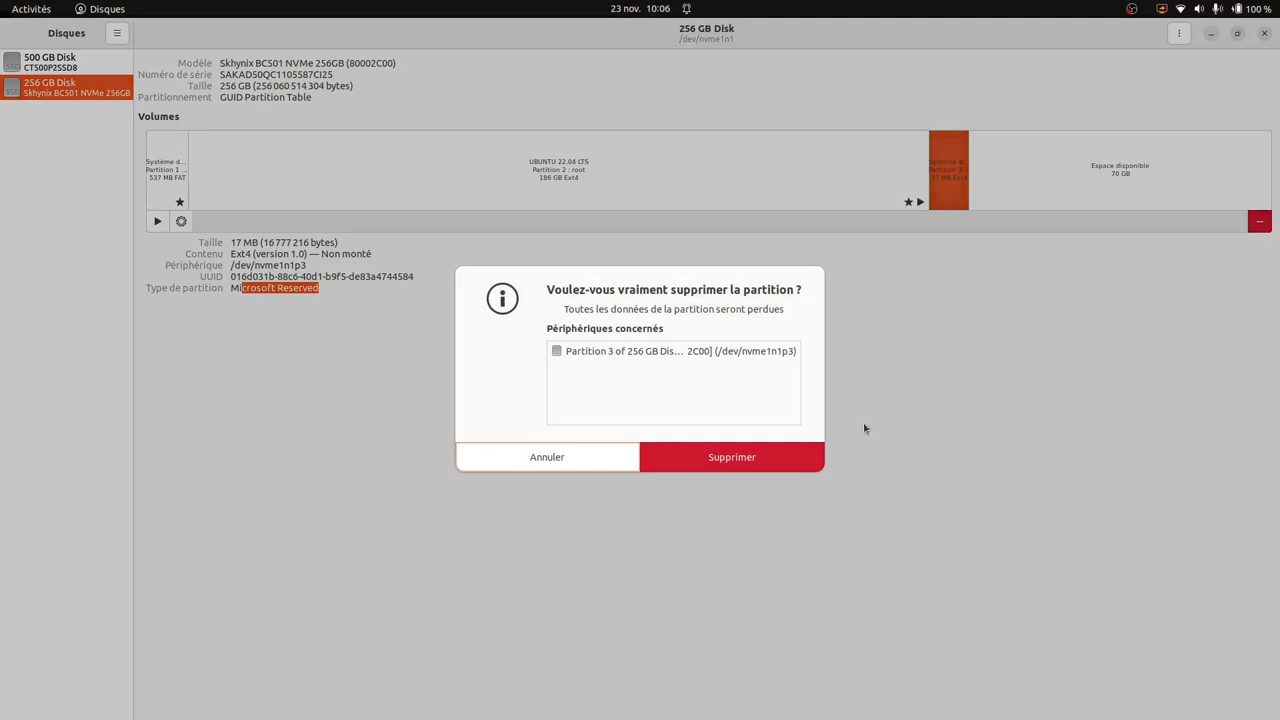 Activités
Disques
23 nov. 10:06
100 %
Disques
256 GB Disk
/dev/nvme1n1
500 GB Disk
CT500P2SSD8
256 GB Disk
Skhynix BC501 NVMe 256GB
Modèle Skhynix BC501 NVMe 256GB (80002C00)
Numéro de série SAKAD50QC1105587CI25
Taille 256 GB (256 060 514 304 bytes)
Partitionnement GUID Partition Table
Volumes
Système d...
Partition 1 ...
537 MB FAT
UBUNTU 22.04 LTS
Partition 2 : root
186 GB Ext4
Système d...
Partition 3...
17 MB Ext4
Espace disponible
70 GB
Taille 17 MB (16 777 216 bytes)
Contenu Ext4 (version 1.0) — Non monté
Périphérique /dev/nvme1n1p3
UUID 016d031b-88c6-40d1-b9f5-de83a4744584
Type de partition Microsoft Reserved
Voulez-vous vraiment supprimer la partition ?
Toutes les données de la partition seront perdues
Périphériques concernés
Partition 3 of 256 GB Dis... 2C00] (/dev/nvme1n1p3)
Annuler
Supprimer